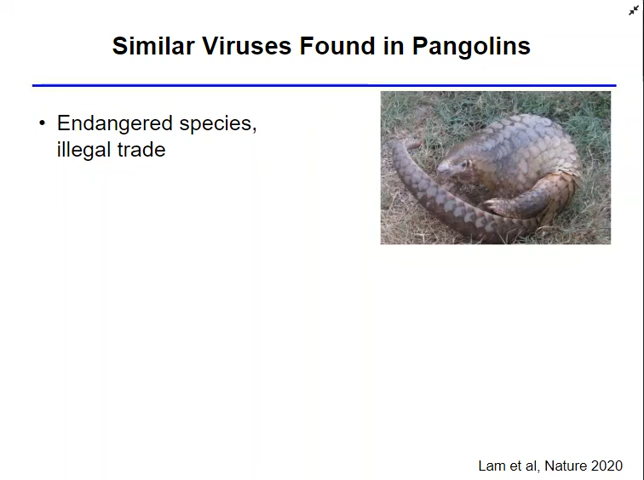 Similar Viruses Found in Pangolins
• Endangered species,
illegal trade
Lam et al, Nature 2020